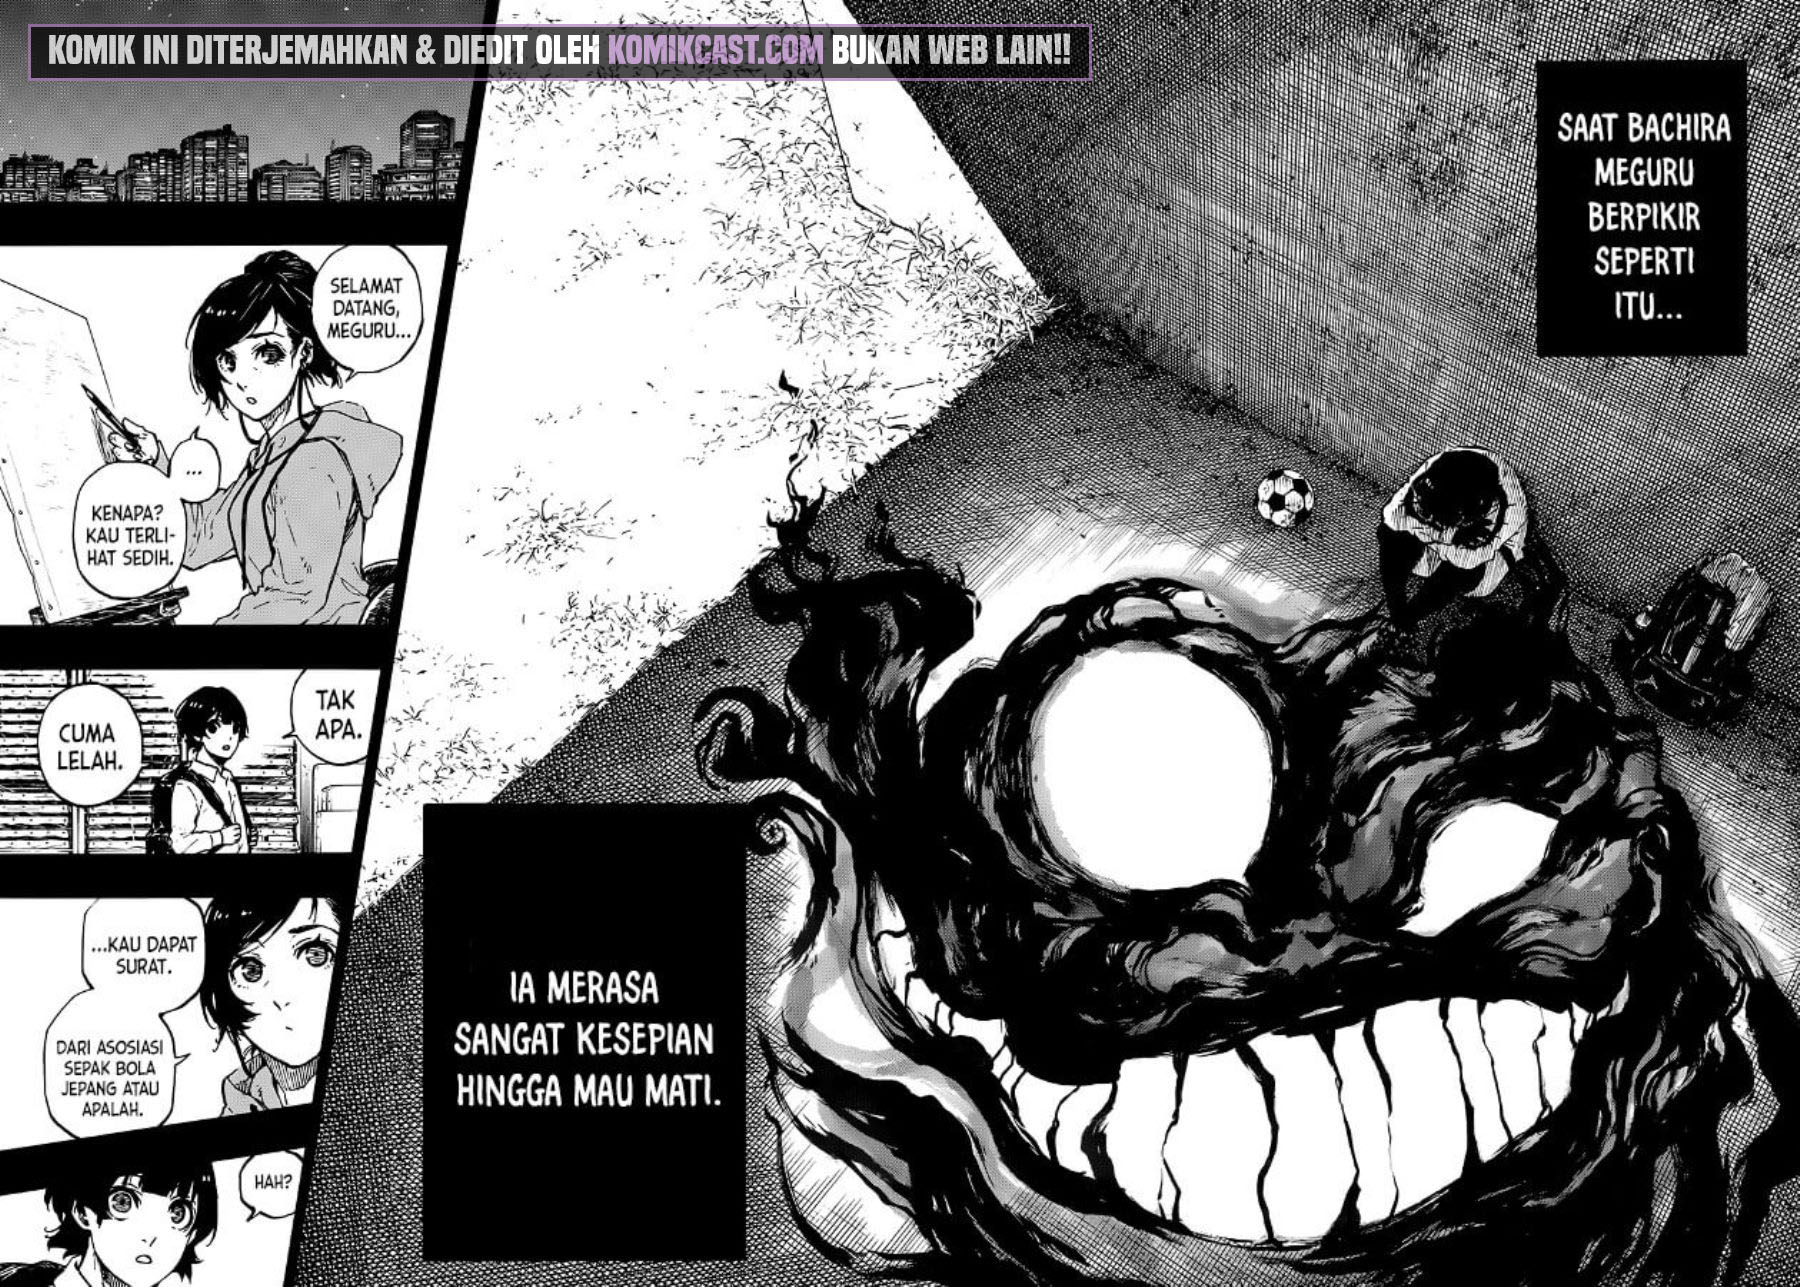 KOMIK INI DITERJEMAHKAN & DIEDIT OLEH KOMIKCAST.COM BUKAN WEB LAIN!!
SAAT BACHIRA
MEGURU
BERPIKIR
SEPERTI
ITU...
IA MERASA
SANGAT KESEPIAN
HINGGA MAU MATI.
SELAMAT
DATANG,
MEGURU...
...
KENAPA?
KAU TERLI-
HAT SEDIH.
TAK
APA.
CUMA
LELAH.
...KAU DAPAT
SURAT.
DARI ASOSIASI
SEPAK BOLA
JEPANG ATAU
APALAH.
HAH?